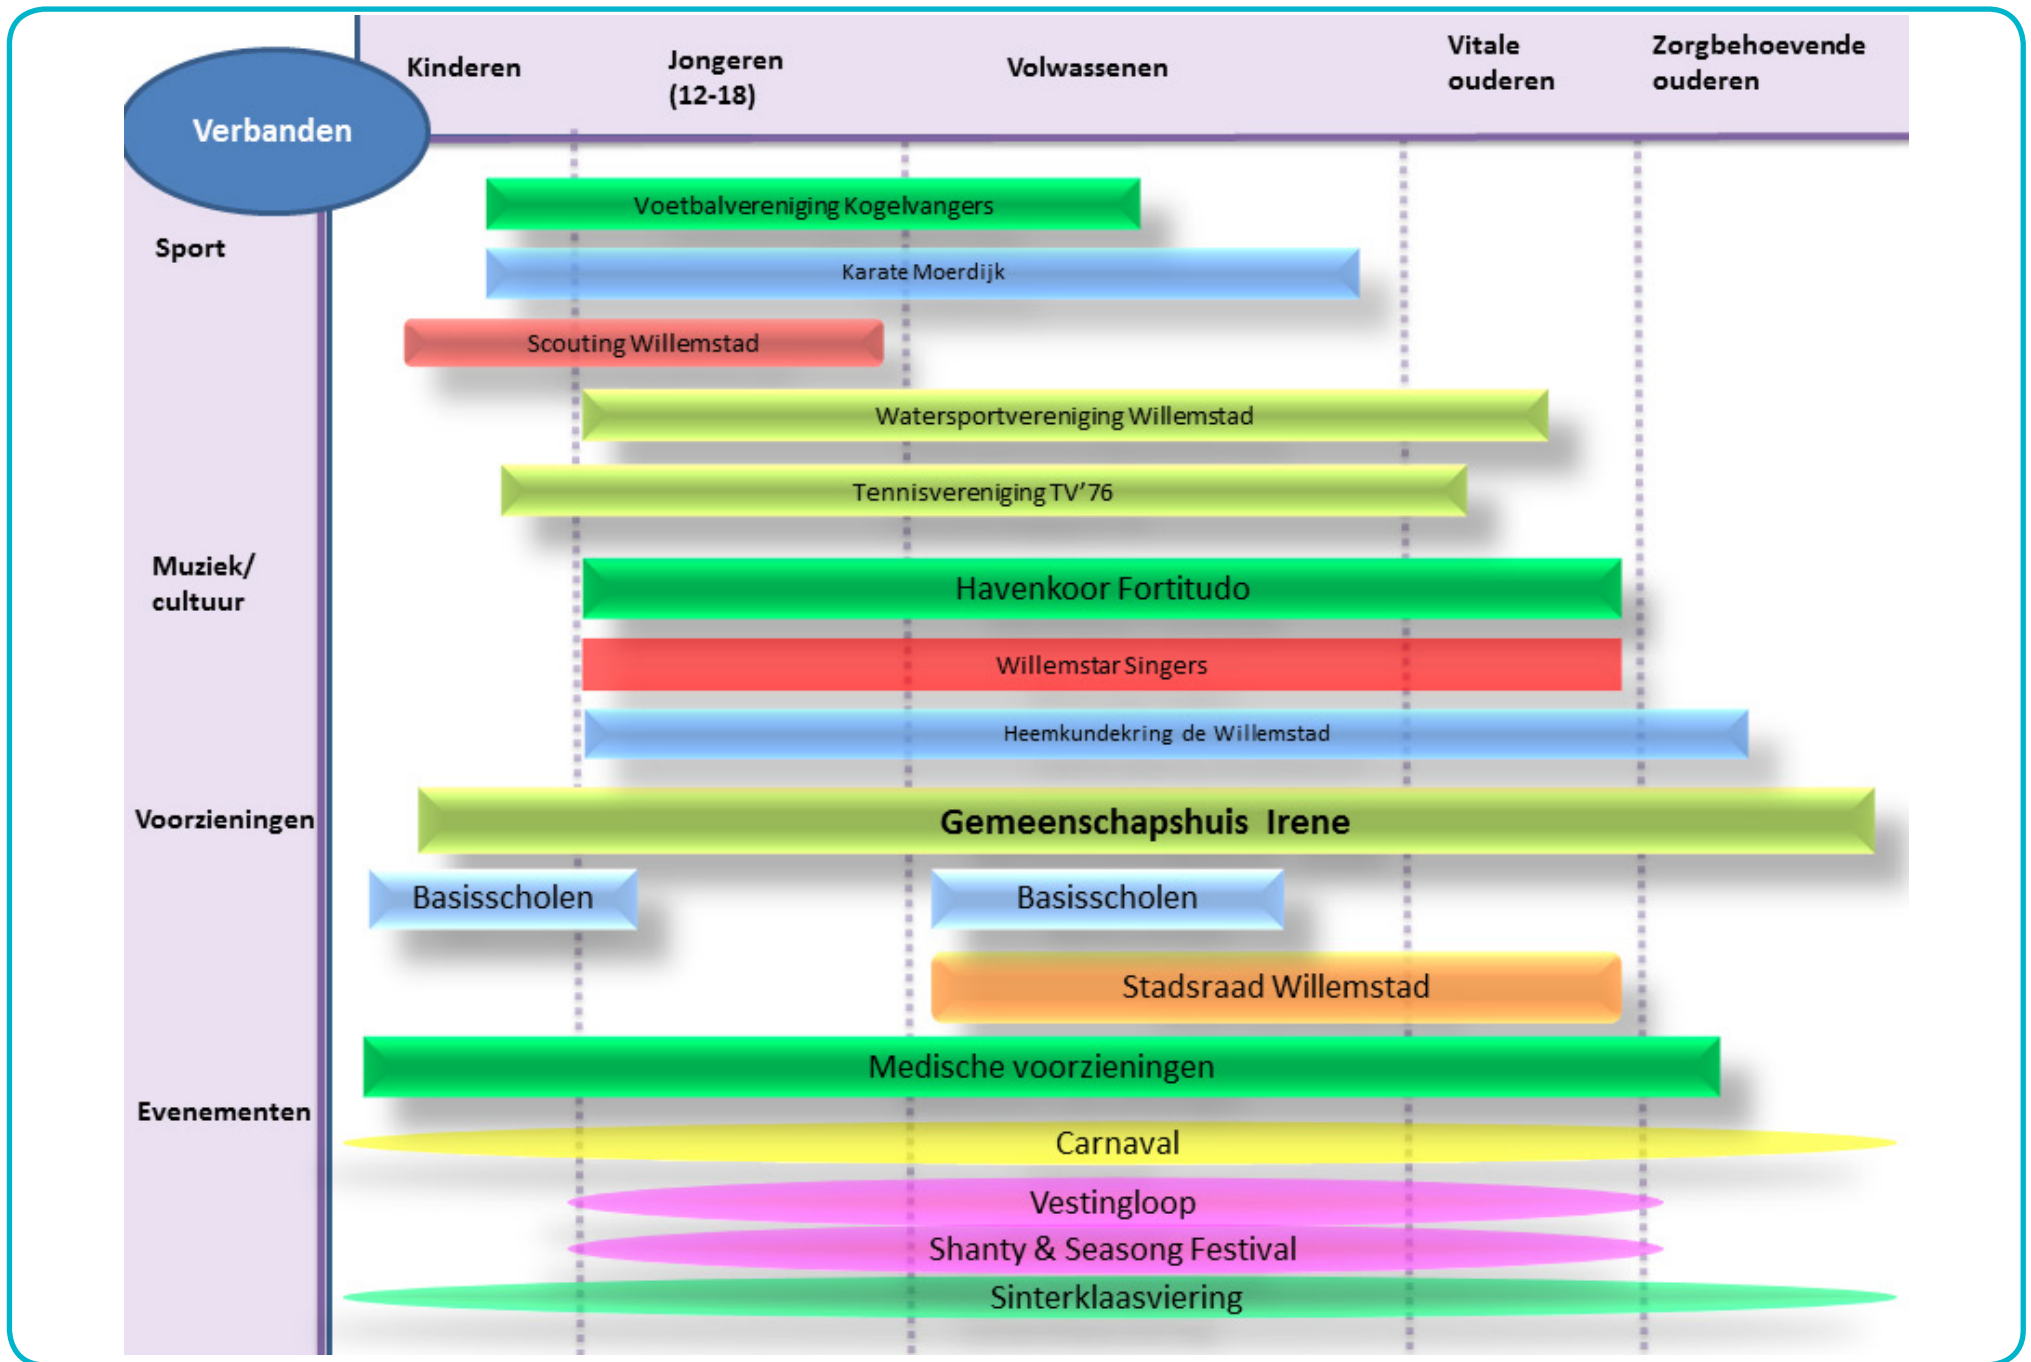 Verbanden
Kinderen
Jongeren
(12-18)
Volwassenen
Vitale
ouderen
Zorgbehoevende
ouderen
Sport
Voetbalvereniging Kogelvangers
Karate Moerdijk
Scouting Willemstad
Watersportvereniging Willemstad
Tennisvereniging TV’76
Muziek/
cultuur
Havenkoor Fortitudo
Willemstar Singers
Heemkundekring de Willemstad
Voorzieningen
Gemeenschapshuis Irene
Basisscholen
Basisscholen
Stadsraad Willemstad
Medische voorzieningen
Evenementen
Carnaval
Vestingloop
Shanty & Seasong Festival
Sinterklaasviering